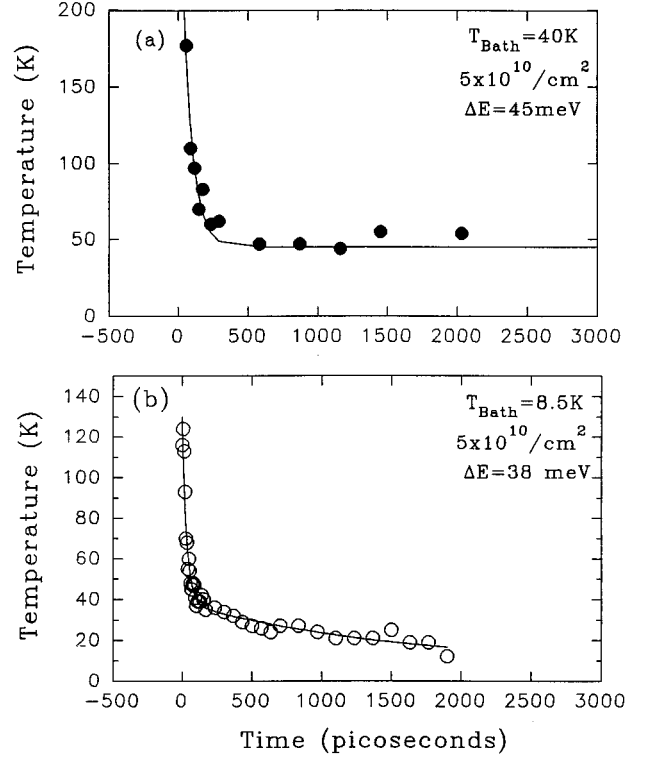 (a)
T_Bath=40K
5x10^10/cm^2
ΔE=45meV
Temperature (K)
200
150
100
50
0
−500 0 500 1000 1500 2000 2500 3000
(b)
T_Bath=8.5K
5x10^10/cm^2
ΔE=38 meV
Temperature (K)
140
120
100
80
60
40
20
0
−500 0 500 1000 1500 2000 2500 3000
Time (picoseconds)